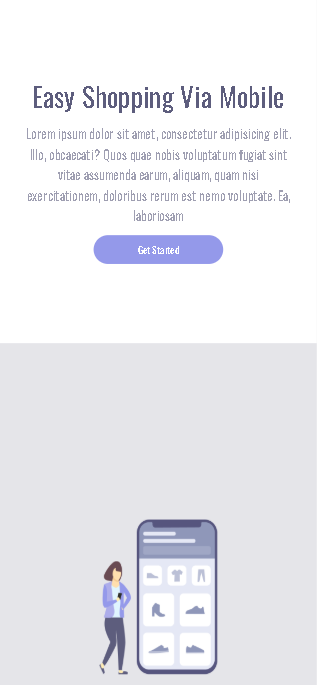 Easy Shopping Via Mobile
Lorem ipsum dolor sit amet, consectetur adipisicing elit.
Illo, obcaecati? Quos quae nobis voluptatum fugiat sint
vitae assumenda earum, aliquam, quam nisi
exercitationem, doloribus rerum est nemo voluptate. Ea,
laboriosam
Get Started